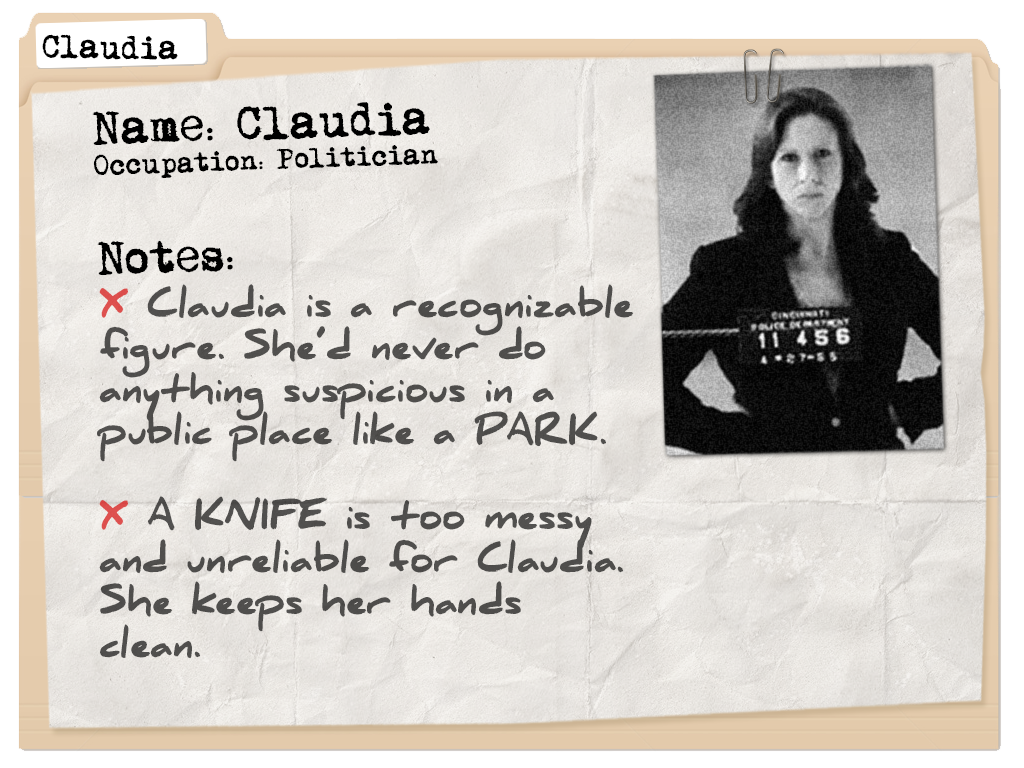 Claudia
Name: Claudia
Occupation: Politician
Notes:
Claudia is a recognizable
figure. She'd never do
anything suspicious in a
public place like a PARK.
A KNIFE is too messy
and unreliable for Claudia.
She keeps her hands
clean.
CINCINNATI
POLICE DEPARTMENT
11 456
4 *27-55